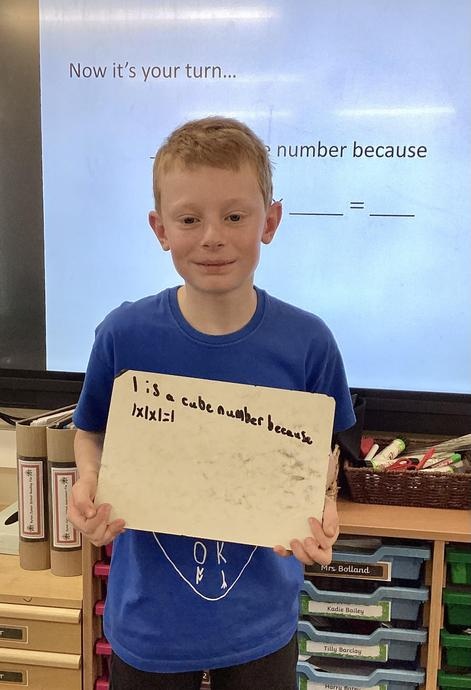 Now it's your turn...
number because
=
1 is a cube number because
1x1x1=1
O K
Mrs Bolland
Kadie Bailey
Tilly Barclay